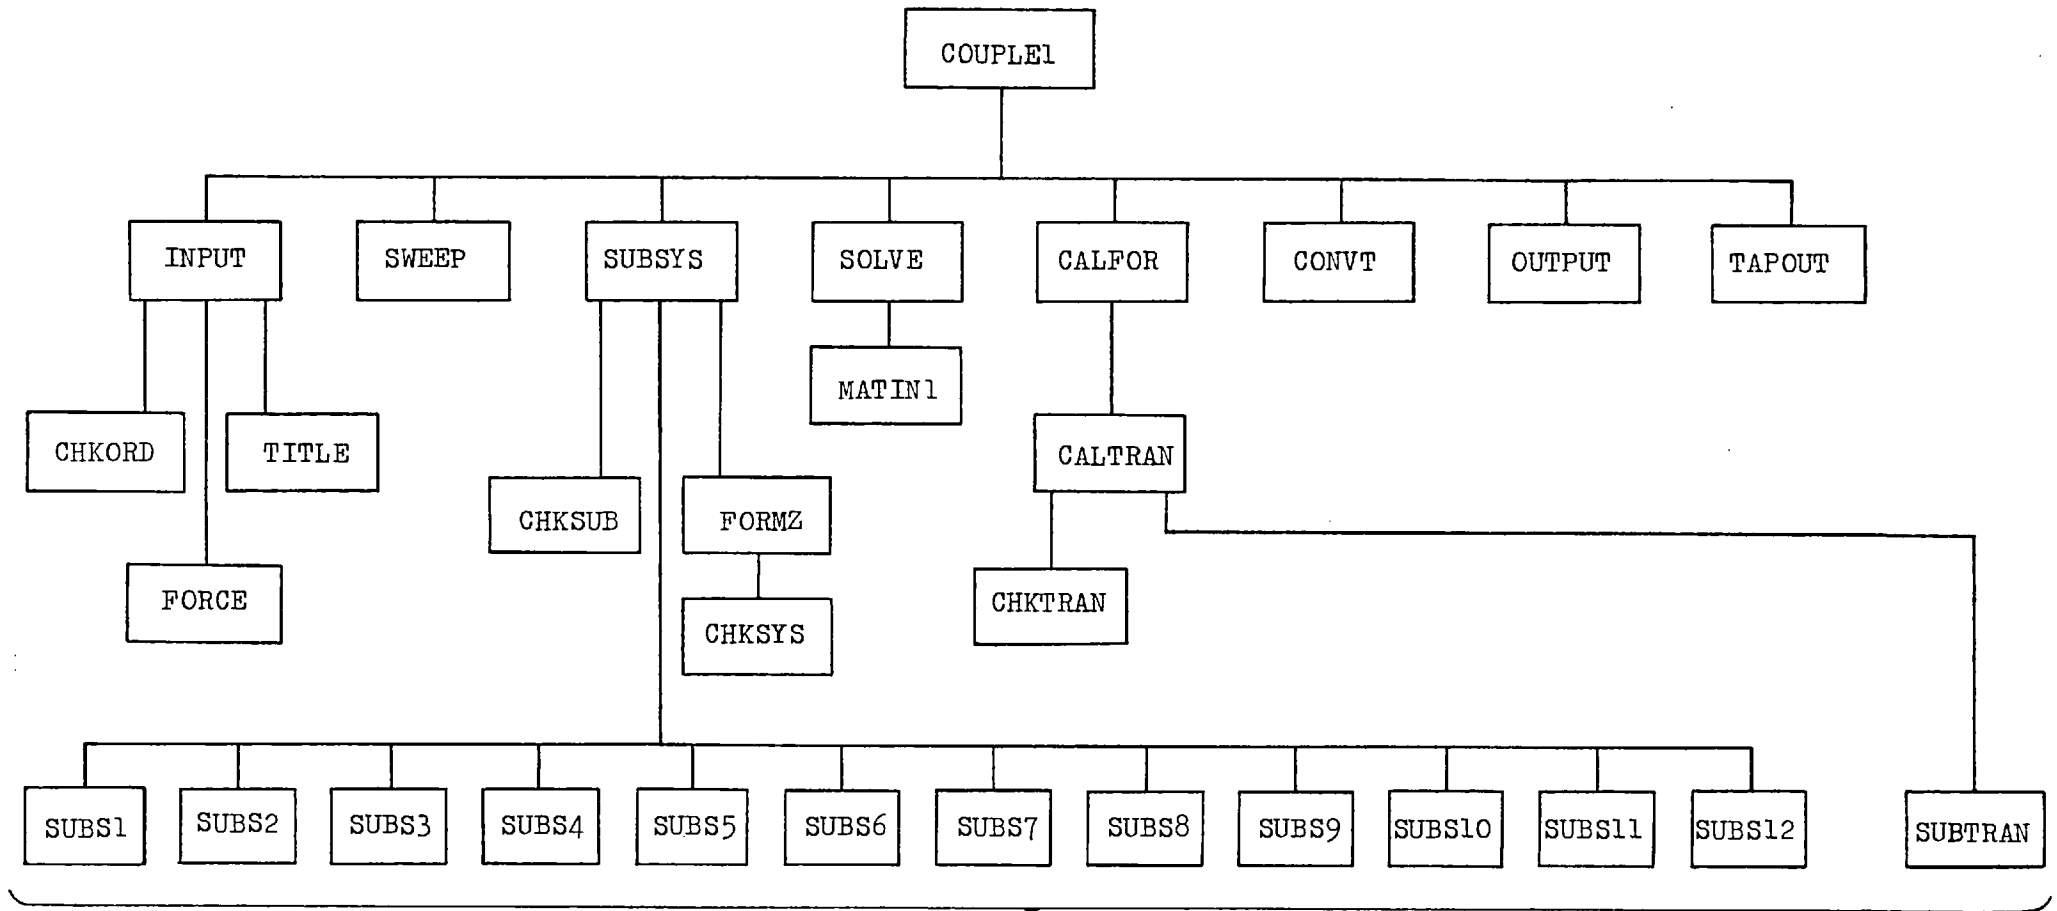 COUPLE1
INPUT
SWEEP
SUBSYS
SOLVE
CALFOR
CONVT
OUTPUT
TAPOUT
MATIN1
CHKORD
TITLE
CALTRAN
CHKSUB
FORMZ
FORCE
CHKTRAN
CHKSYS
SUBS1
SUBS2
SUBS3
SUBS4
SUBS5
SUBS6
SUBS7
SUBS8
SUBS9
SUBS10
SUBS11
SUBS12
SUBTRAN